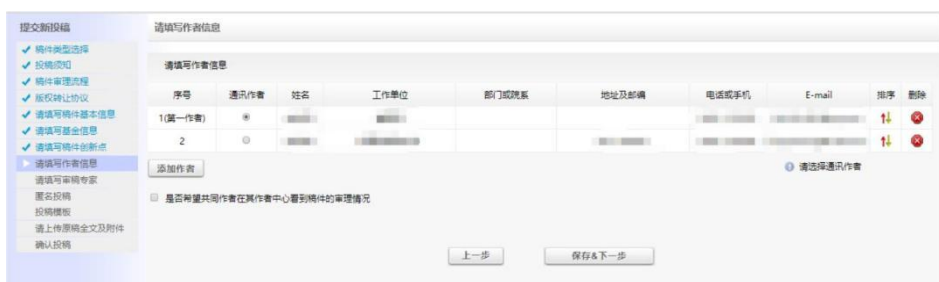 提交新投稿
稿件类型选择
投稿须知
稿件审理流程
版权转让协议
请填写稿件基本信息
请填写基金信息
请填写稿件创新点
请填写作者信息
请填写审稿专家
匿名投稿
投稿模板
请上传原稿全文及附件
确认投稿
请填写作者信息
请填写作者信息
序号 通讯作者 姓名 工作单位 部门或院系 地址及邮编 电话或手机 E-mail 排序 删除
1(第一作者)
2
添加作者
请选择通讯作者
是否希望共同作者在其作者中心看到稿件的审理情况
上一步 保存&下一步